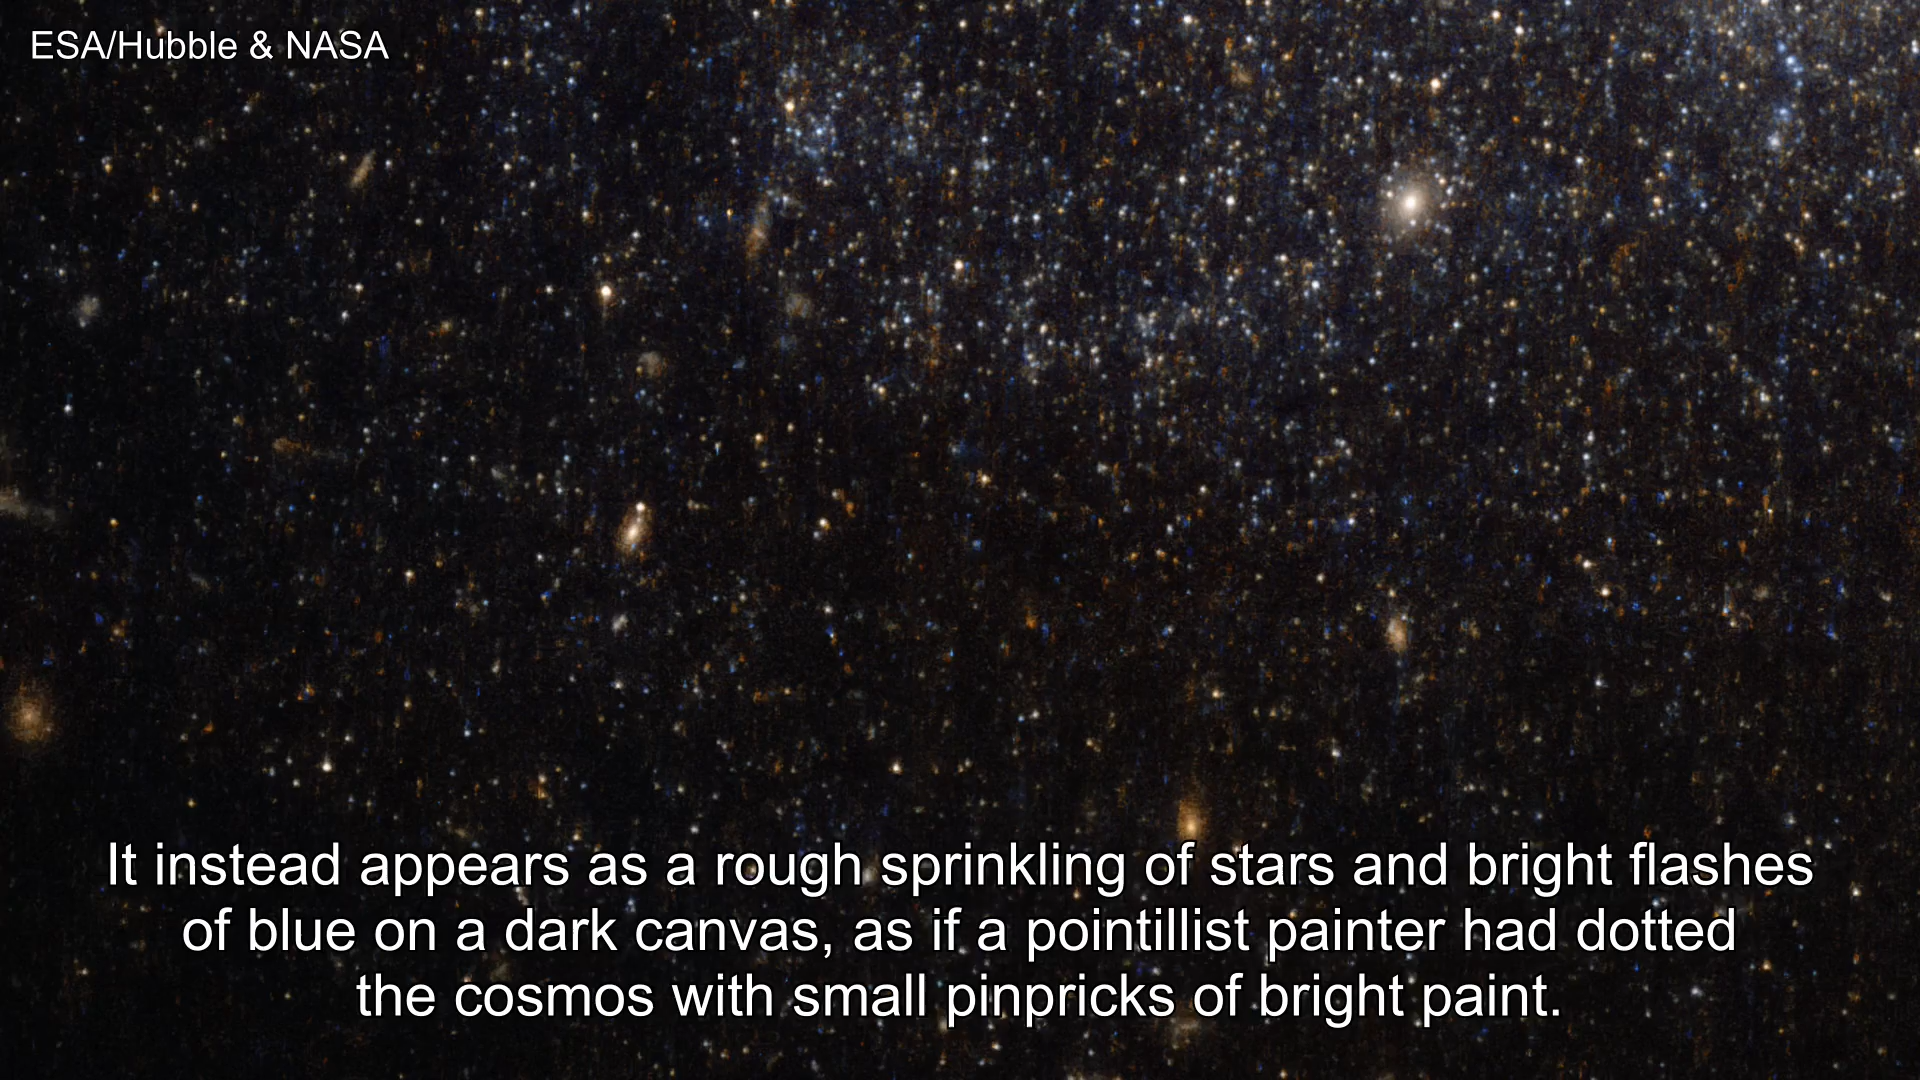 ESA/Hubble & NASA
It instead appears as a rough sprinkling of stars and bright flashes
of blue on a dark canvas, as if a pointillist painter had dotted
the cosmos with small pinpricks of bright paint.